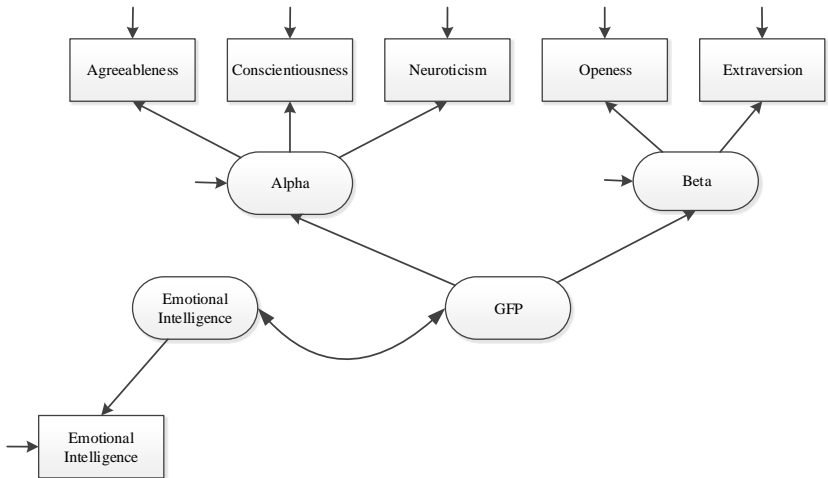 Agreeableness
Conscientiousness
Neuroticism
Openess
Extraversion
Alpha
Beta
Emotional
Intelligence
GFP
Emotional
Intelligence